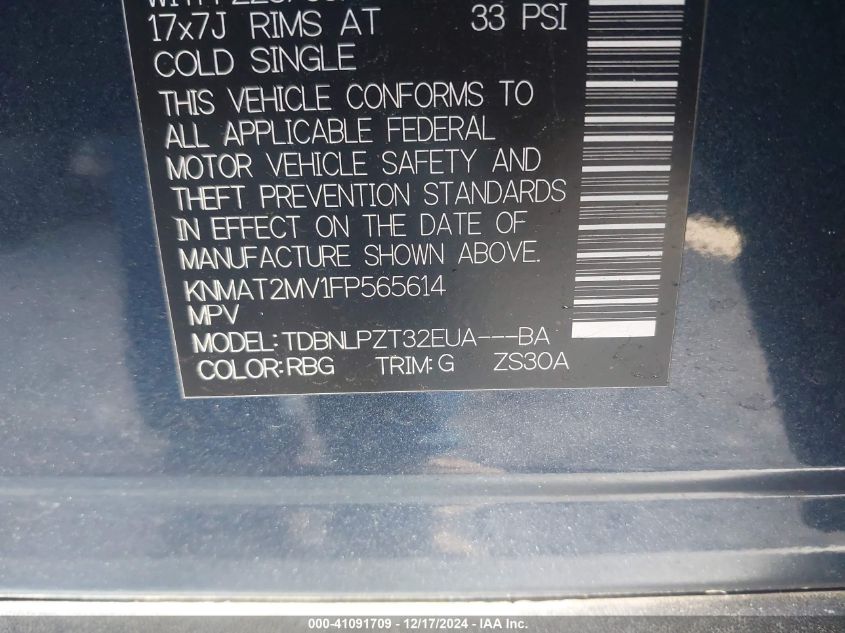 17x7J RIMS AT 33 PSI
COLD SINGLE
THIS VEHICLE CONFORMS TO
ALL APPLICABLE FEDERAL
MOTOR VEHICLE SAFETY AND
THEFT PREVENTION STANDARDS
IN EFFECT ON THE DATE OF
MANUFACTURE SHOWN ABOVE.
KNMAT2MV1FP565614
MPV
MODEL:TDBNLPZT32EUA---BA
COLOR:RBG TRIM:G ZS30A
000-41091709 - 12/17/2024 - IAA Inc.